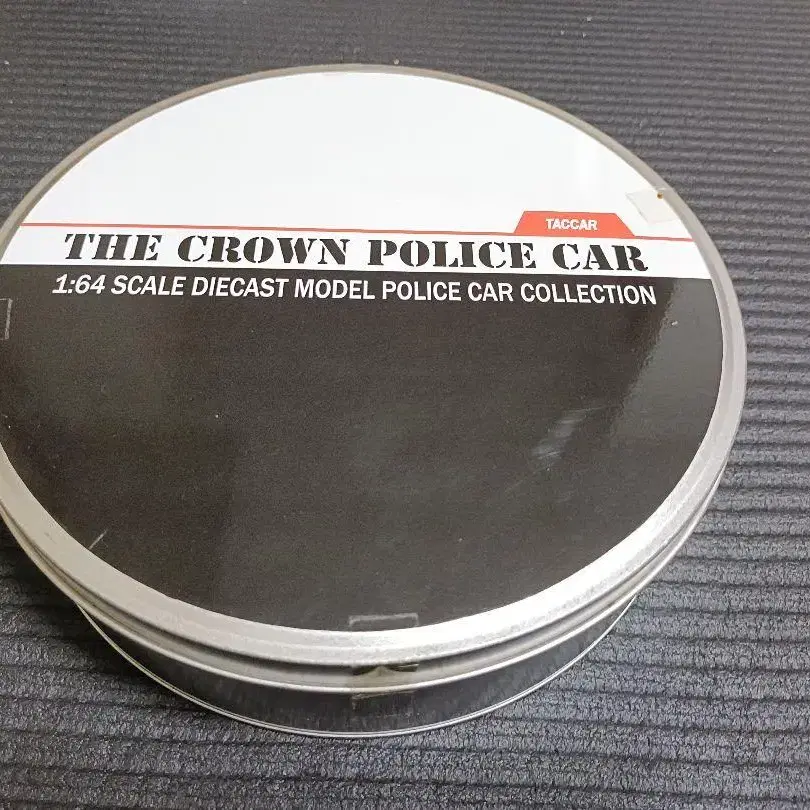 TACCAR
THE CROWN POLICE CAR
1:64 SCALE DIECAST MODEL POLICE CAR COLLECTION